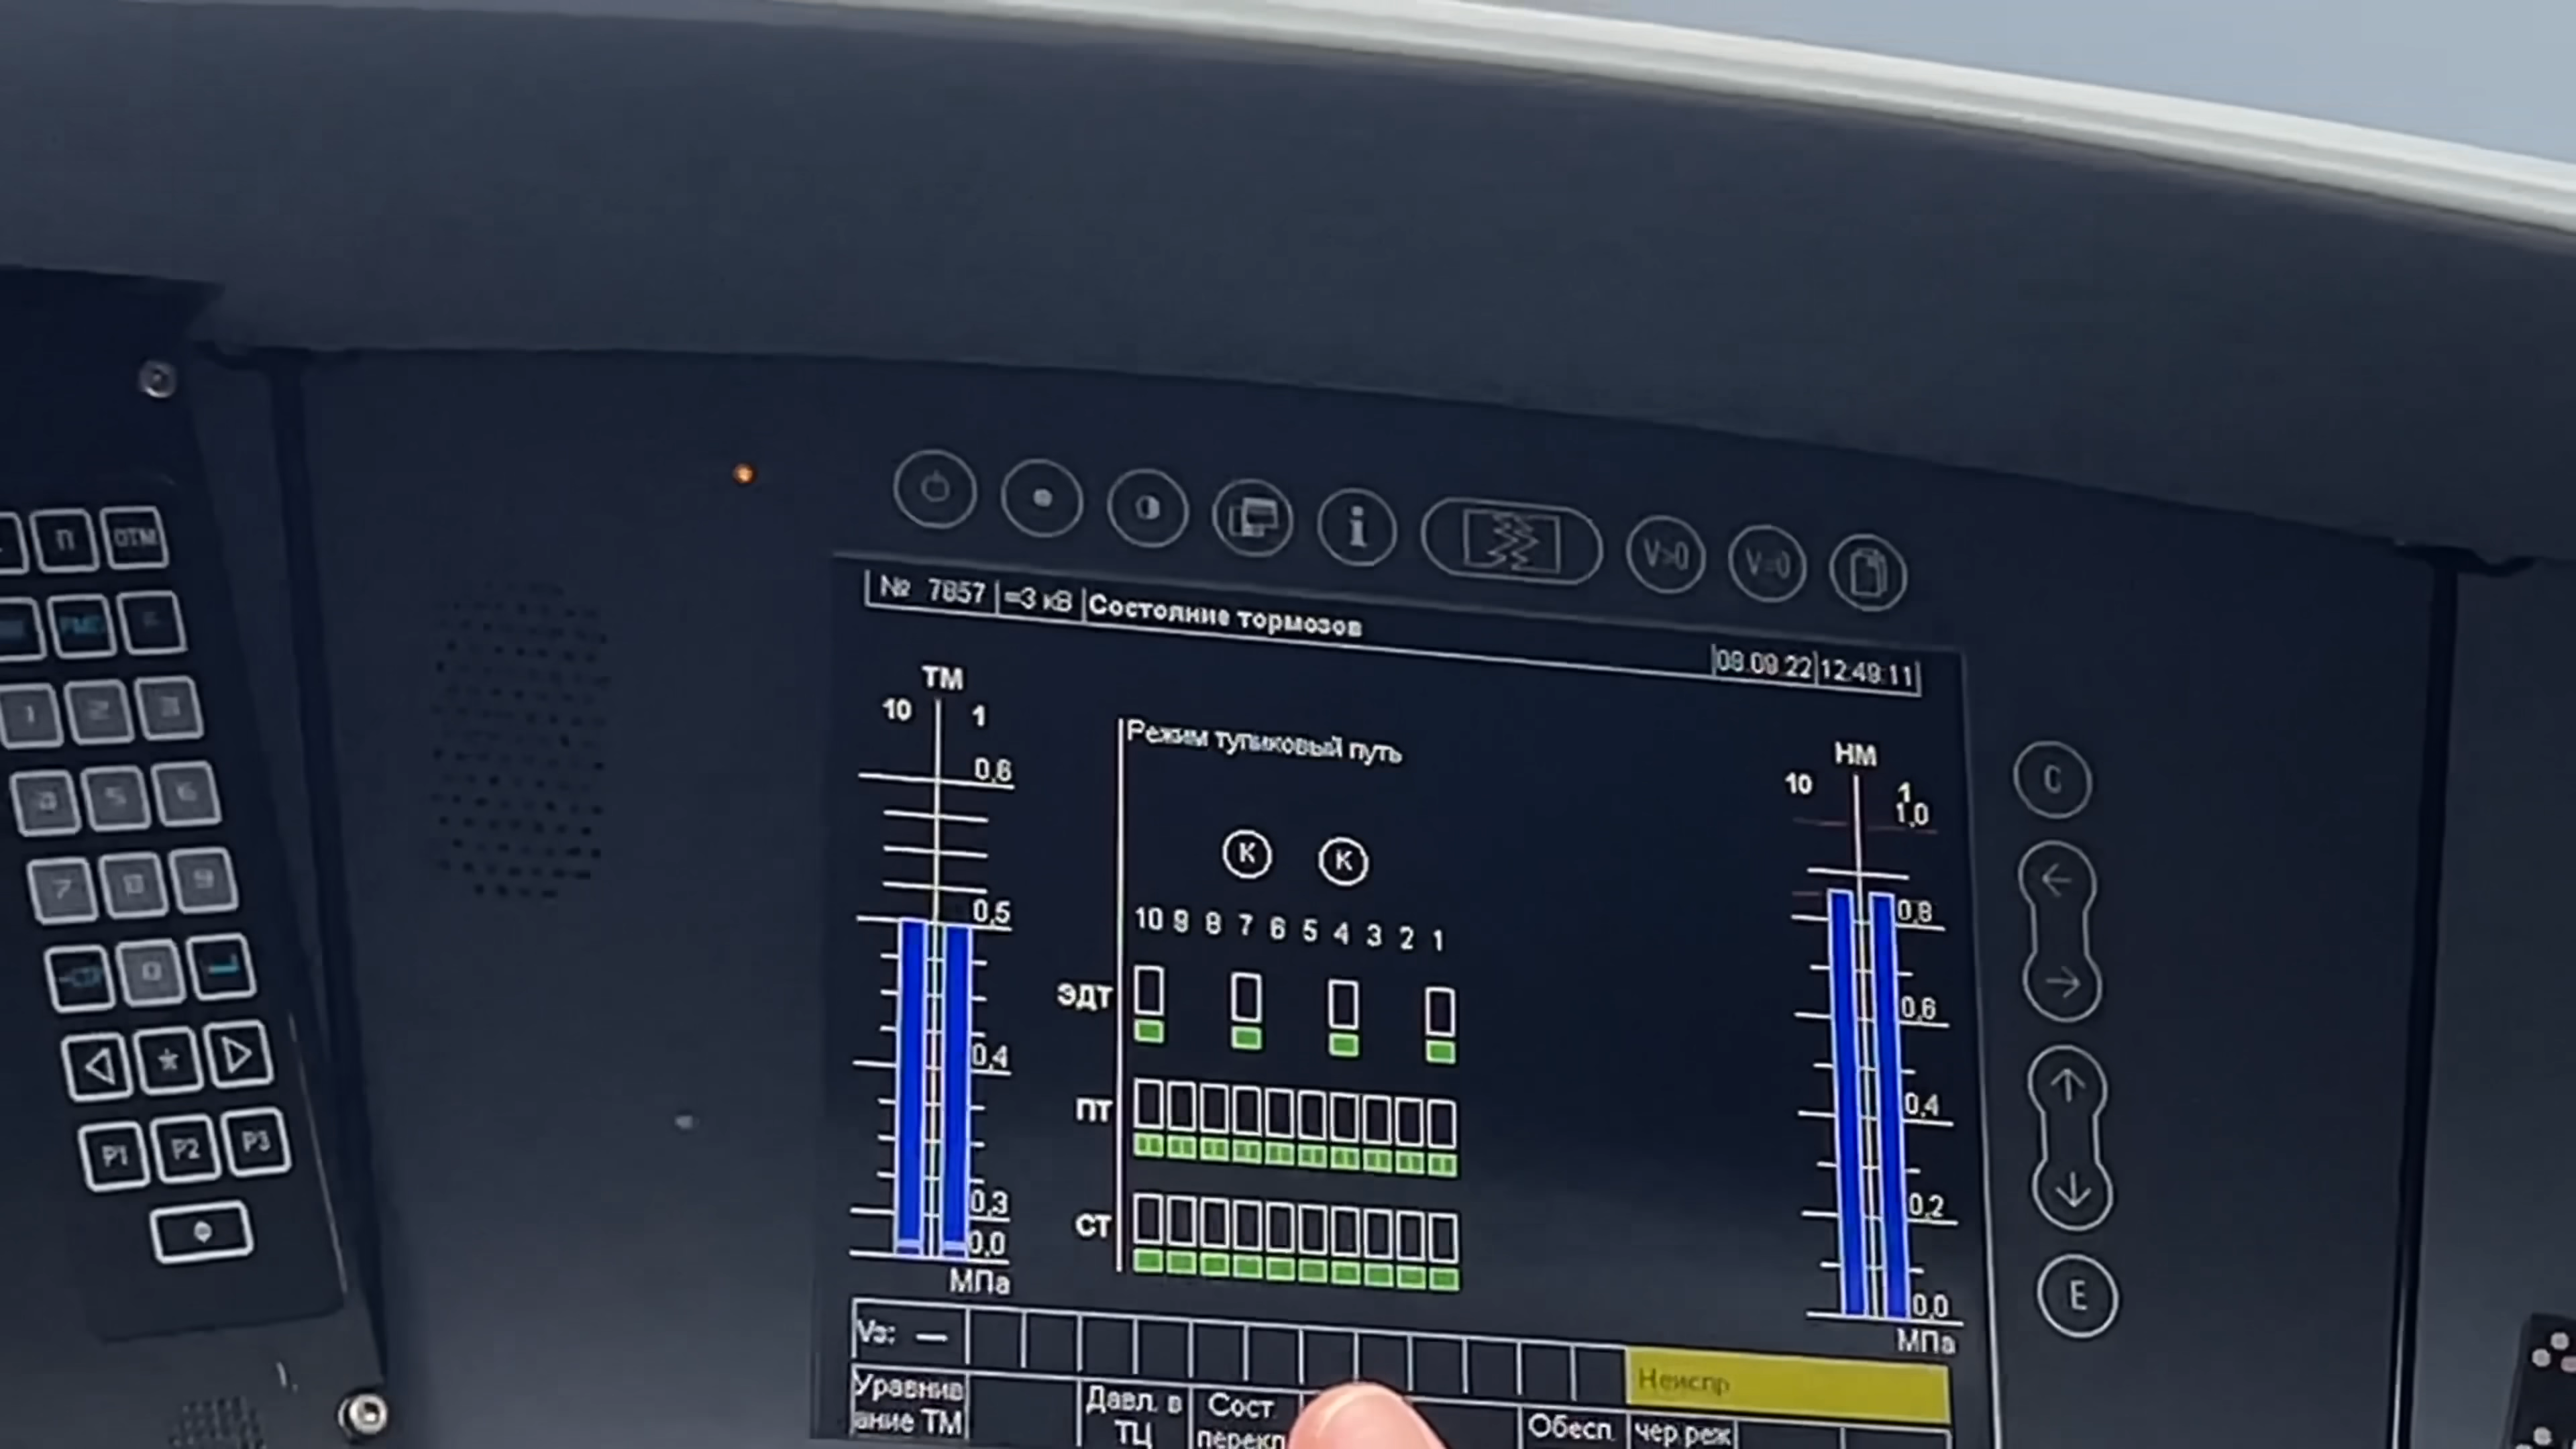 П ОТМ
1 2 3
5 6
7 8 9
0
*
P1 P2 P3
i V>0 V=0
№ 7857 =3 кВ Состояние тормозов
08.09.22 12:49:11
ТМ
10 1
0,6
0,5
0,4
0,3
0,0
МПа
Режим тупиковый путь
К К
10 9 8 7 6 5 4 3 2 1
ЭДТ
ПТ
СТ
НМ
10 1
1,0
0,8
0,6
0,4
0,2
0,0
МПа
C
E
Vз: —
Неиспр
Уравнив
ание ТМ
Давл. в
ТЦ
Сост.
перекл
Обесп.
чер.реж